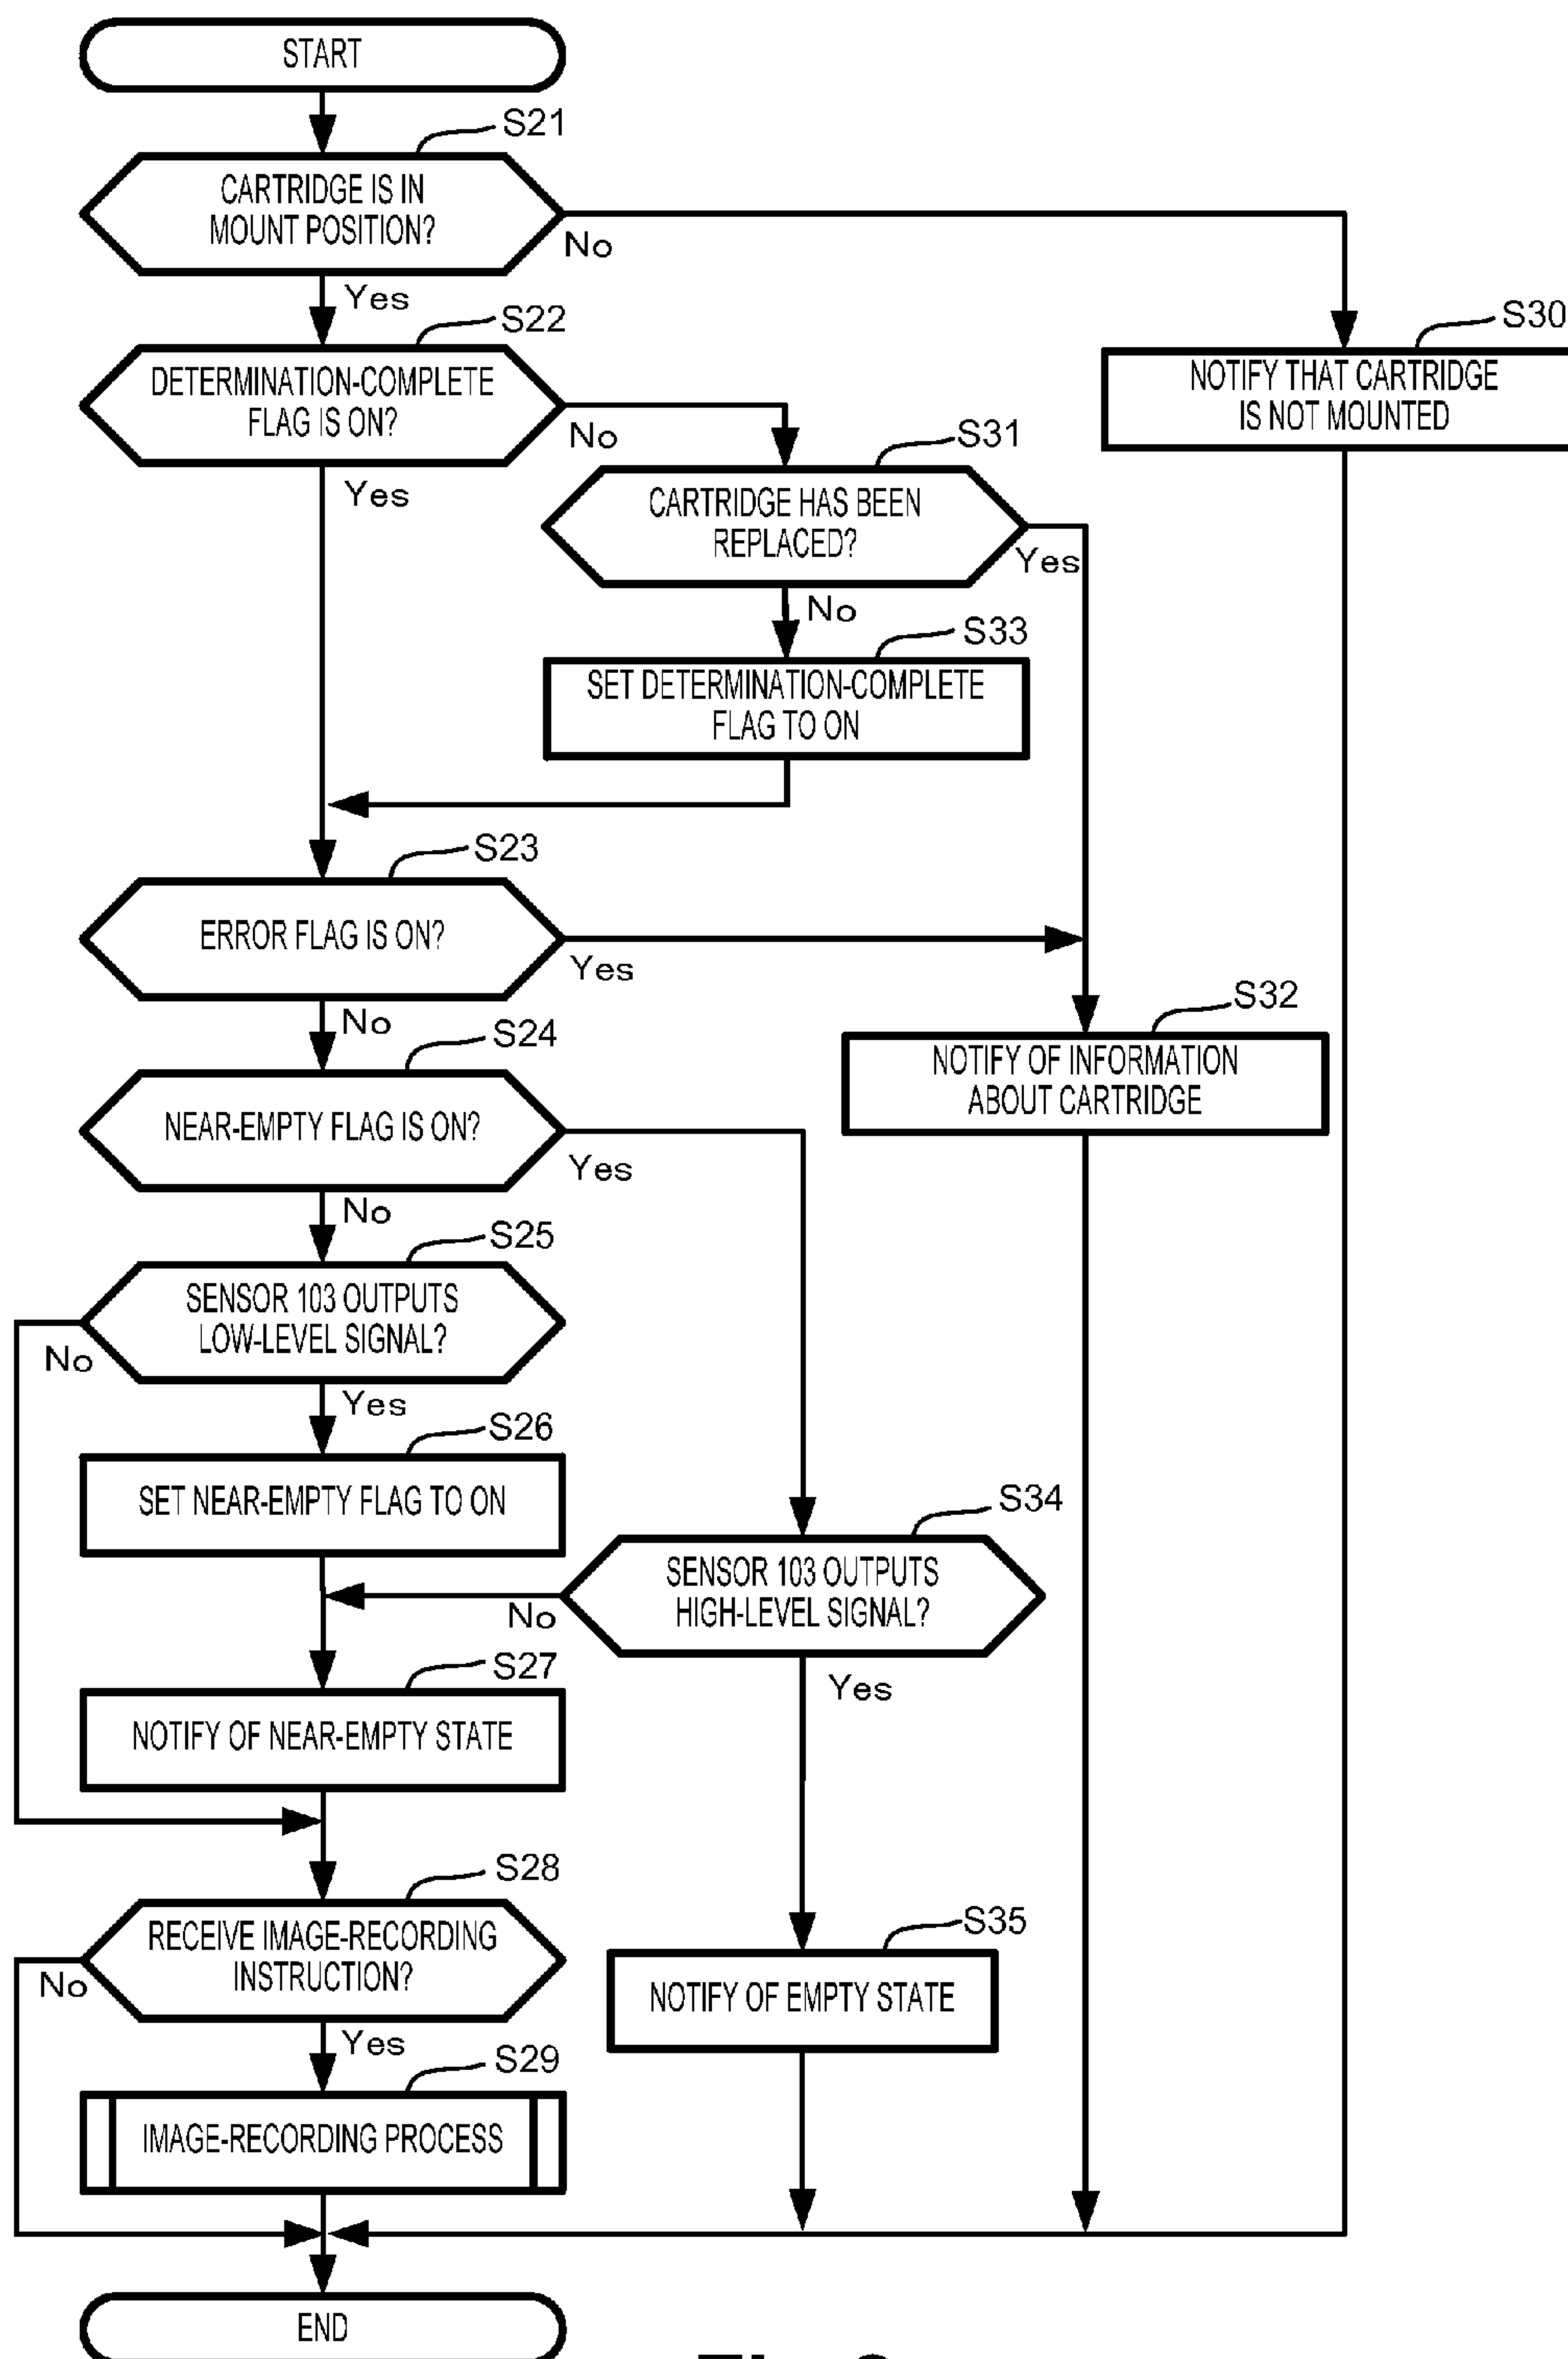 START
S21
CARTRIDGE IS IN
MOUNT POSITION?
No
Yes
S22
S30
DETERMINATION-COMPLETE
FLAG IS ON?
NOTIFY THAT CARTRIDGE
IS NOT MOUNTED
No
Yes
S31
CARTRIDGE HAS BEEN
REPLACED?
Yes
No
S33
SET DETERMINATION-COMPLETE
FLAG TO ON
S23
ERROR FLAG IS ON?
Yes
No
S32
NOTIFY OF INFORMATION
ABOUT CARTRIDGE
S24
NEAR-EMPTY FLAG IS ON?
Yes
No
S25
SENSOR 103 OUTPUTS
LOW-LEVEL SIGNAL?
No
Yes
S26
SET NEAR-EMPTY FLAG TO ON
S34
SENSOR 103 OUTPUTS
HIGH-LEVEL SIGNAL?
No
Yes
S27
NOTIFY OF NEAR-EMPTY STATE
S28
RECEIVE IMAGE-RECORDING
INSTRUCTION?
No
Yes
S35
NOTIFY OF EMPTY STATE
S29
IMAGE-RECORDING PROCESS
END